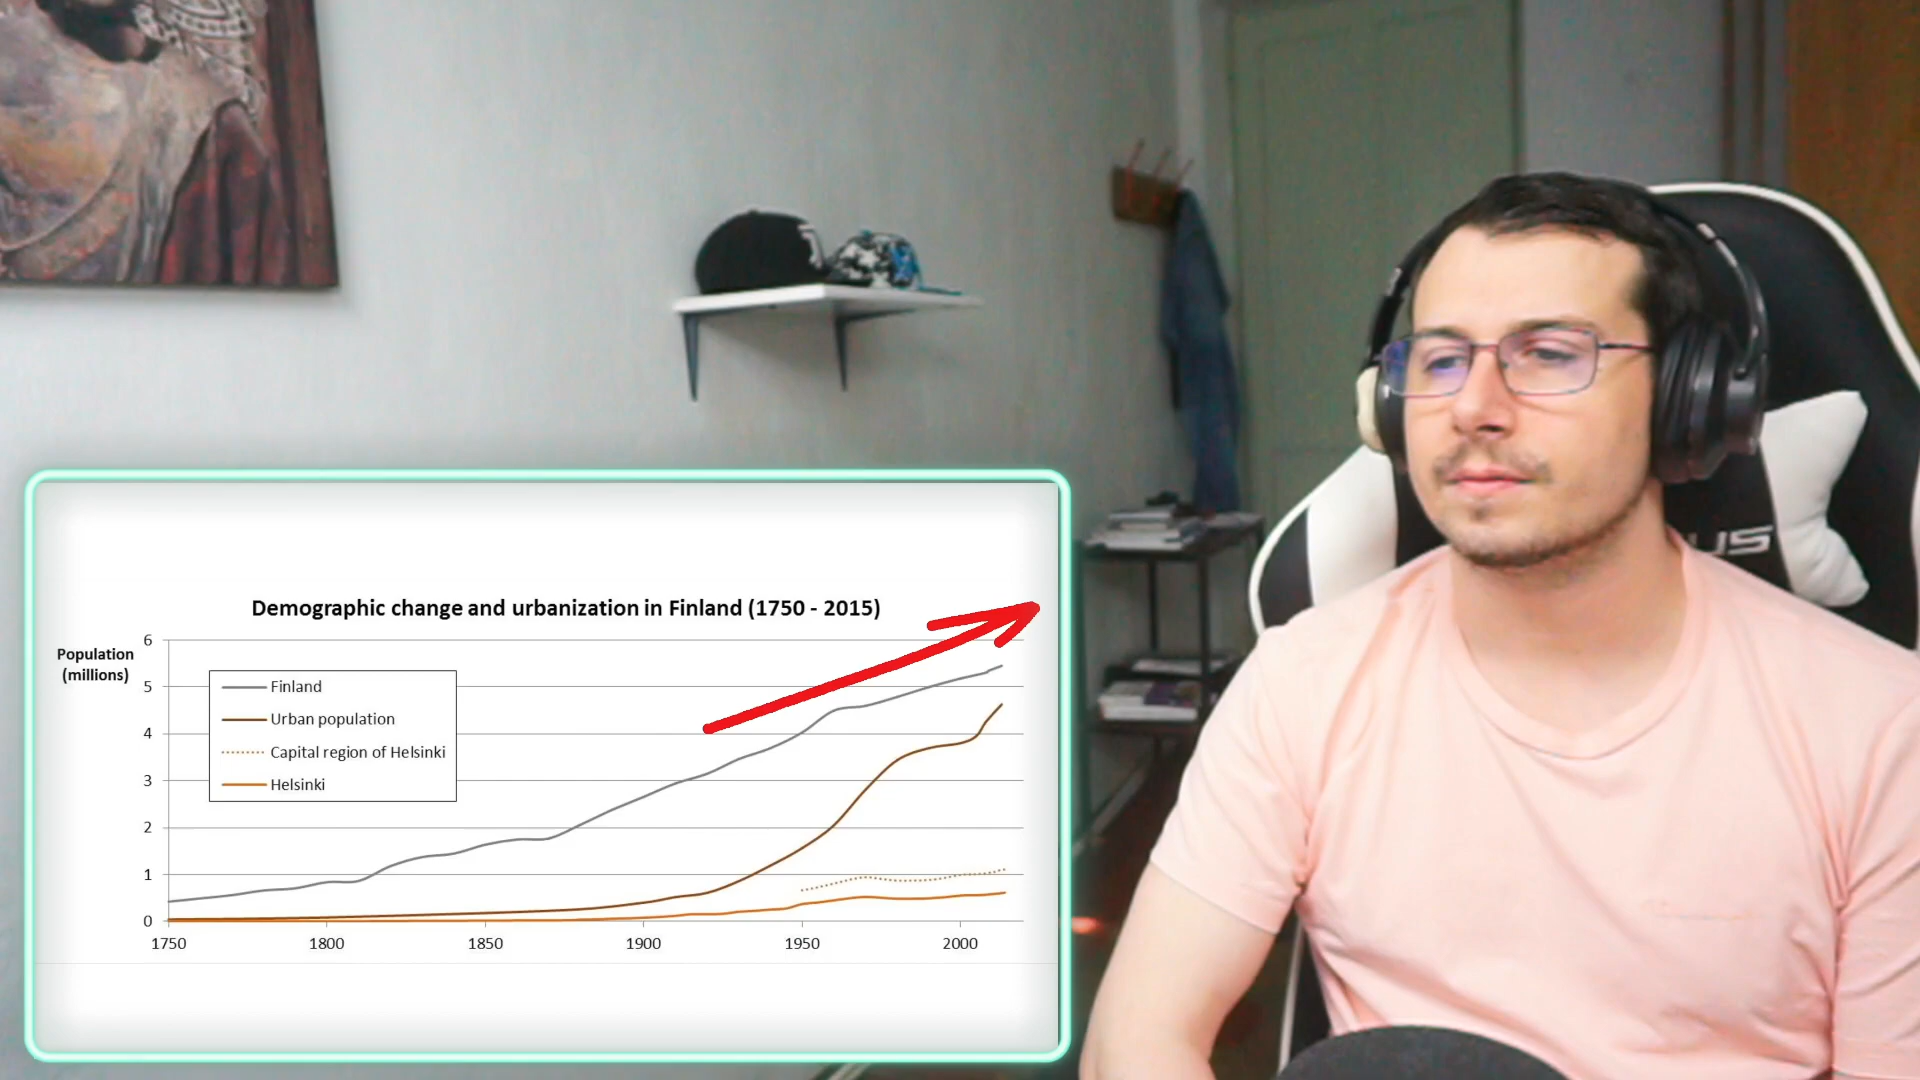 Demographic change and urbanization in Finland (1750 - 2015)
Population
(millions)
6
5
4
3
2
1
0
Finland
Urban population
Capital region of Helsinki
Helsinki
1750
1800
1850
1900
1950
2000